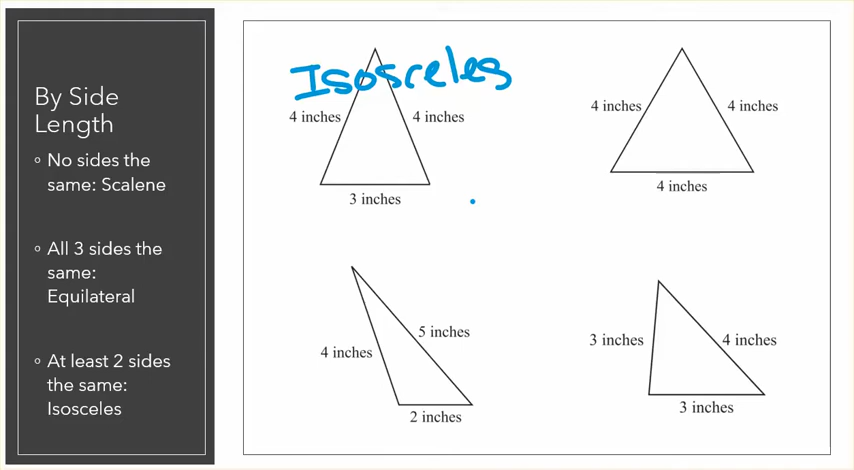 By Side
Length
No sides the
same: Scalene
All 3 sides the
same:
Equilateral
At least 2 sides
the same:
Isosceles
Isosceles
4 inches
4 inches
3 inches
4 inches
4 inches
4 inches
4 inches
5 inches
2 inches
3 inches
4 inches
3 inches